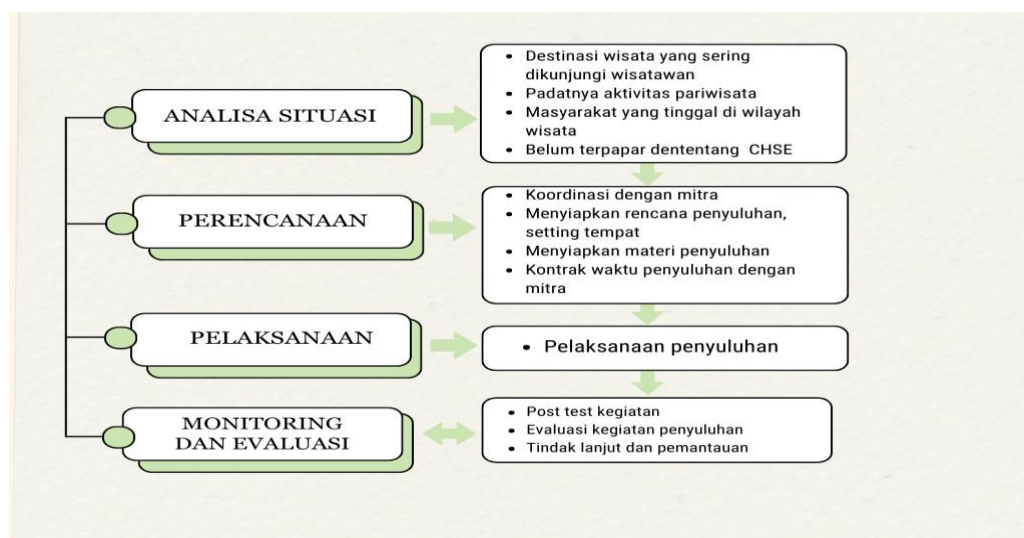 ANALISA SITUASI
• Destinasi wisata yang sering
dikunjungi wisatawan
• Padatnya aktivitas pariwisata
• Masyarakat yang tinggal di wilayah
wisata
• Belum terpapar dententang CHSE
PERENCANAAN
• Koordinasi dengan mitra
• Menyiapkan rencana penyuluhan,
setting tempat
• Menyiapkan materi penyuluhan
• Kontrak waktu penyuluhan dengan
mitra
PELAKSANAAN
• Pelaksanaan penyuluhan
MONITORING
DAN EVALUASI
• Post test kegiatan
• Evaluasi kegiatan penyuluhan
• Tindak lanjut dan pemantauan